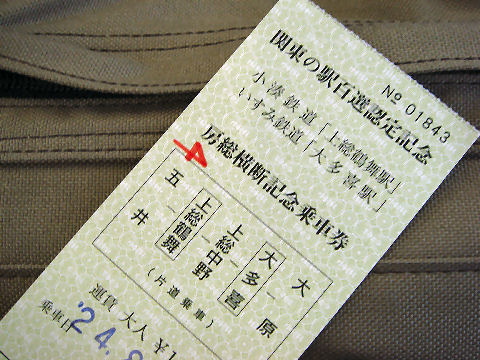 関東の駅百選認定記念
№ 01843
小湊鉄道「上総鶴舞駅」
いすみ鉄道「大多喜駅」
房総横断記念乗車券
大原
大多喜
上総中野
上総鶴舞
五井
(片道乗車)
運賃 大人 ¥1
乗車日 '24.